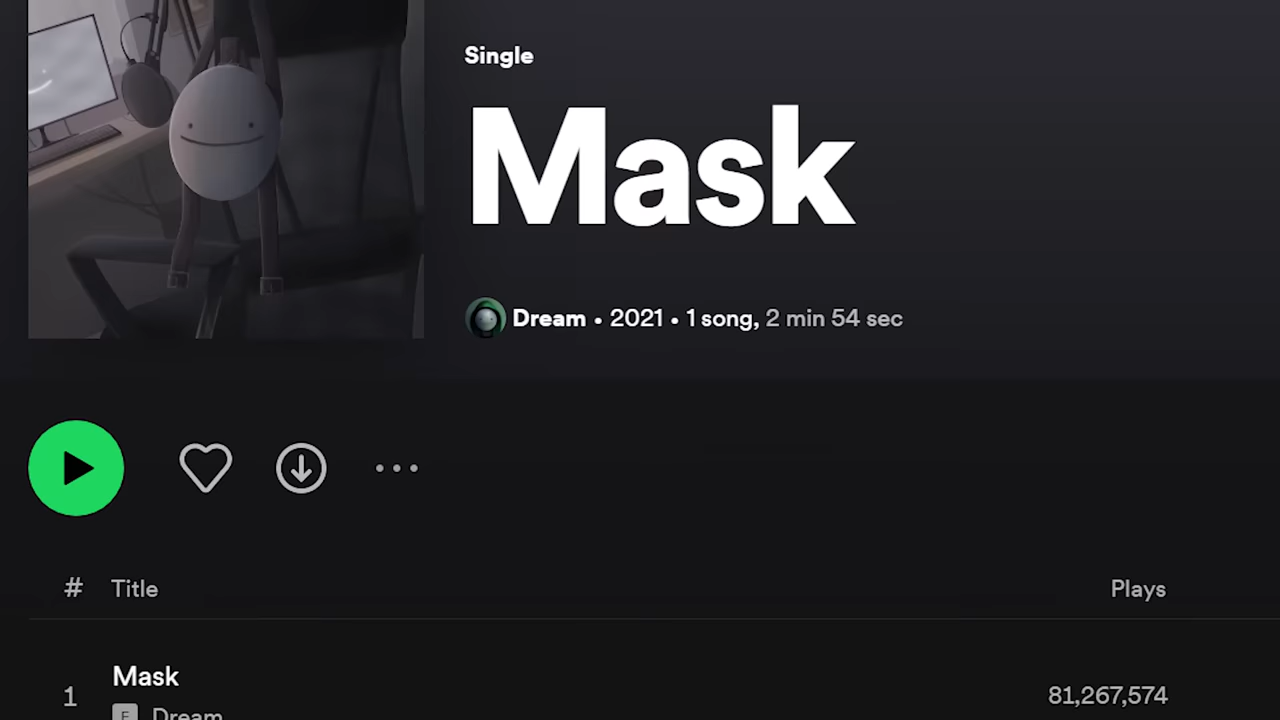 Single
Mask
Dream • 2021 • 1 song, 2 min 54 sec
# Title Plays
1 Mask 81,267,574
E Dream